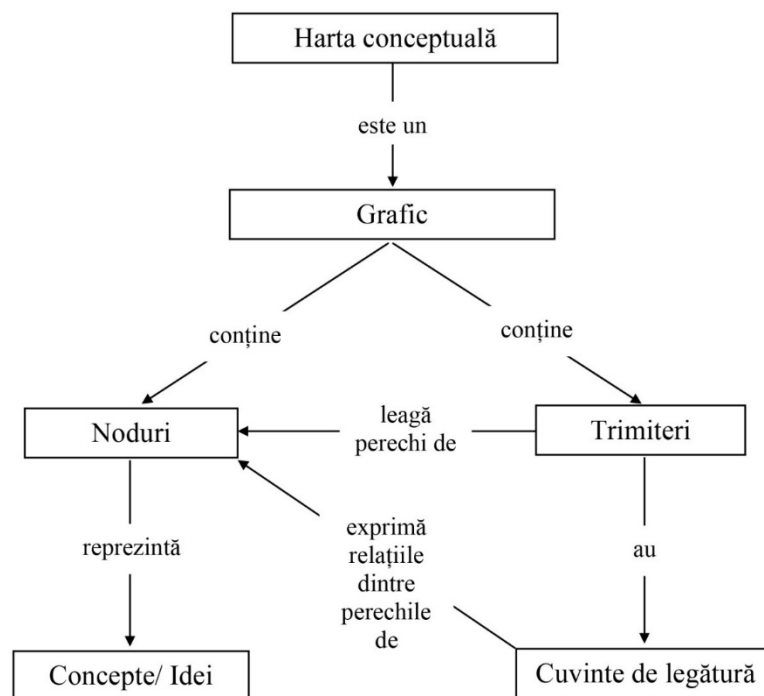 Harta conceptuală
este un
Grafic
conține
conține
Noduri
leagă
perechi de
Trimiteri
reprezintă
exprimă
relațiile
dintre
perechile
de
au
Concepte/ Idei
Cuvinte de legătură